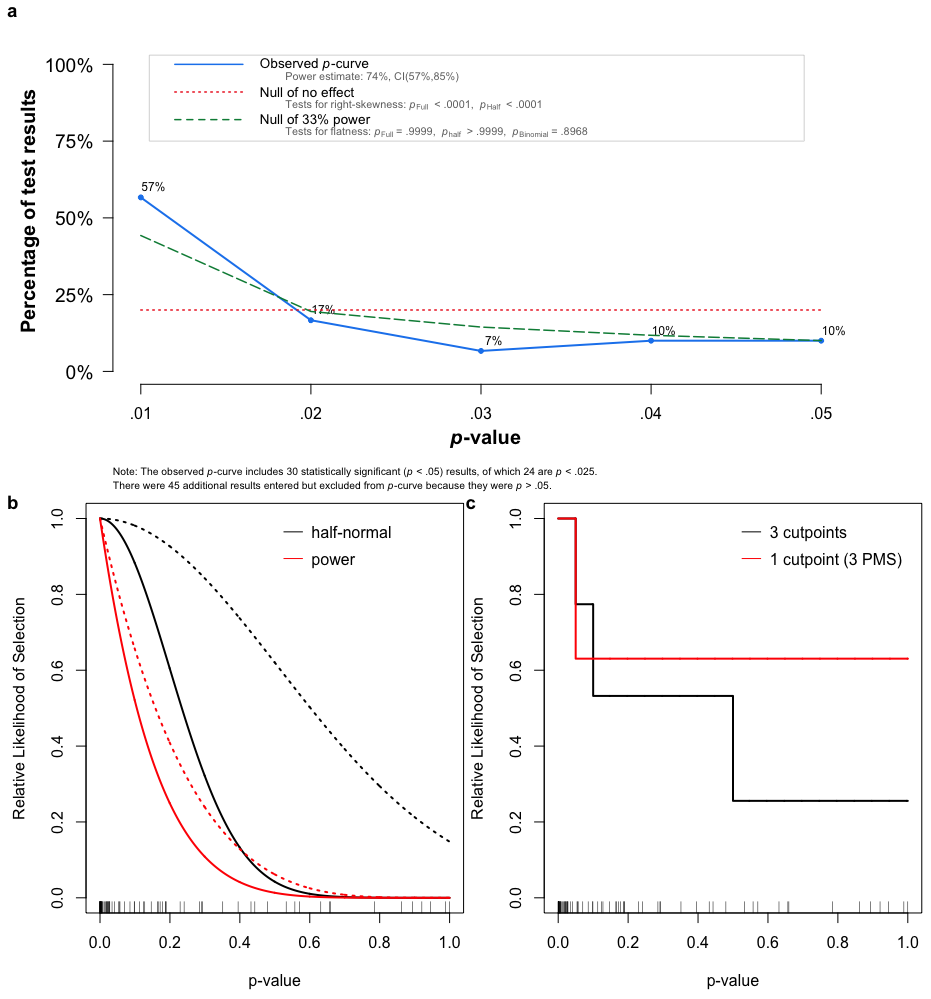 a
100%
75%
50%
25%
0%
Percentage of test results
Observed p-curve
Power estimate: 74%, CI(57%,85%)
Null of no effect
Tests for right-skewness: pFull < .0001, pHalf < .0001
Null of 33% power
Tests for flatness: pFull = .9999, phalf > .9999, pBinomial = .8968
57%
17%
7%
10%
10%
.01 .02 .03 .04 .05
p-value
Note: The observed p-curve includes 30 statistically significant (p < .05) results, of which 24 are p < .025.
There were 45 additional results entered but excluded from p-curve because they were p > .05.
b
1.0
0.8
0.6
0.4
0.2
0.0
Relative Likelihood of Selection
half-normal
power
0.0 0.2 0.4 0.6 0.8 1.0
p-value
c
1.0
0.8
0.6
0.4
0.2
0.0
Relative Likelihood of Selection
3 cutpoints
1 cutpoint (3 PMS)
0.0 0.2 0.4 0.6 0.8 1.0
p-value